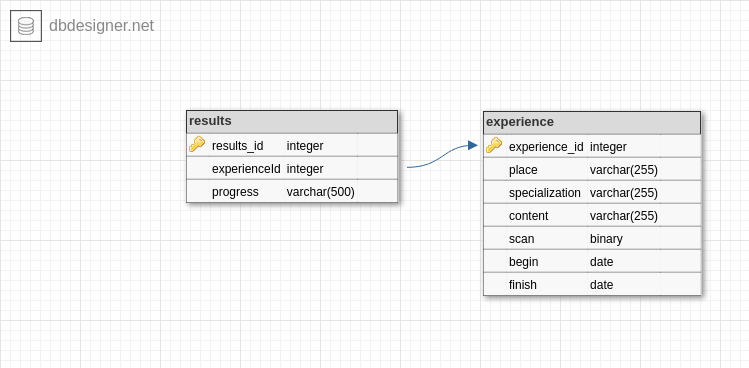 dbdesigner.net
results
results_id integer
experienceId integer
progress varchar(500)
experience
experience_id integer
place varchar(255)
specialization varchar(255)
content varchar(255)
scan binary
begin date
finish date